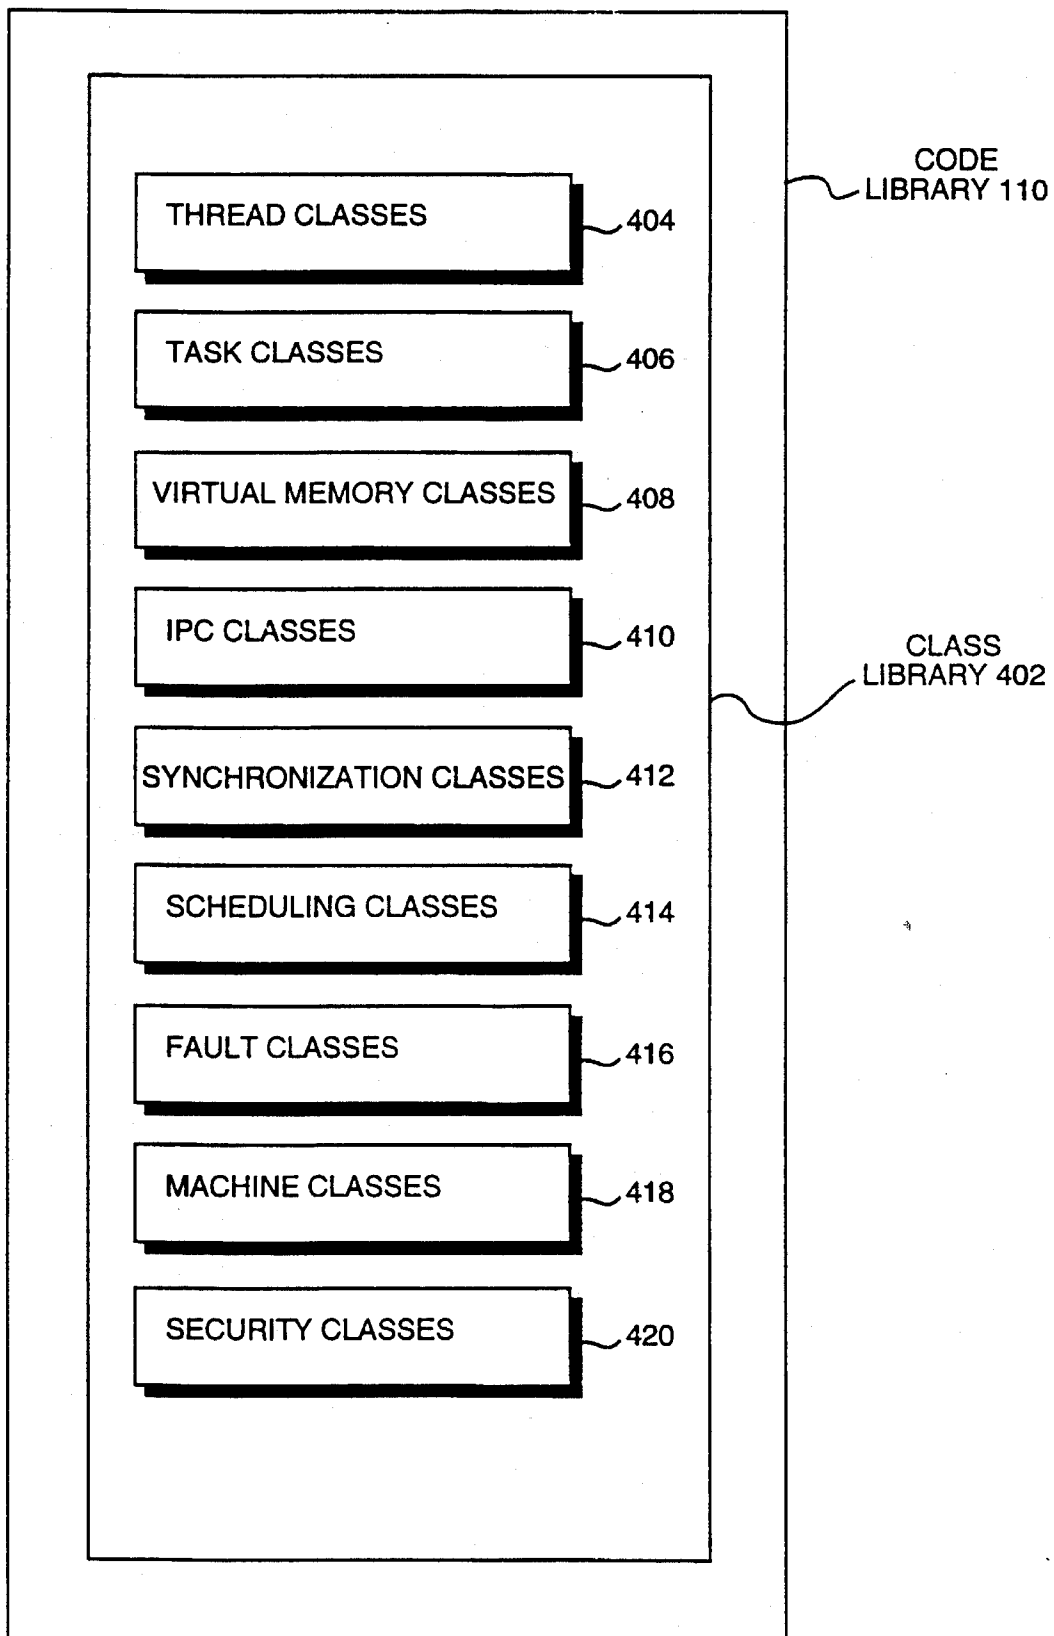 CODE
LIBRARY 110
THREAD CLASSES
404
TASK CLASSES
406
VIRTUAL MEMORY CLASSES
408
IPC CLASSES
410
CLASS
LIBRARY 402
SYNCHRONIZATION CLASSES
412
SCHEDULING CLASSES
414
FAULT CLASSES
416
MACHINE CLASSES
418
SECURITY CLASSES
420